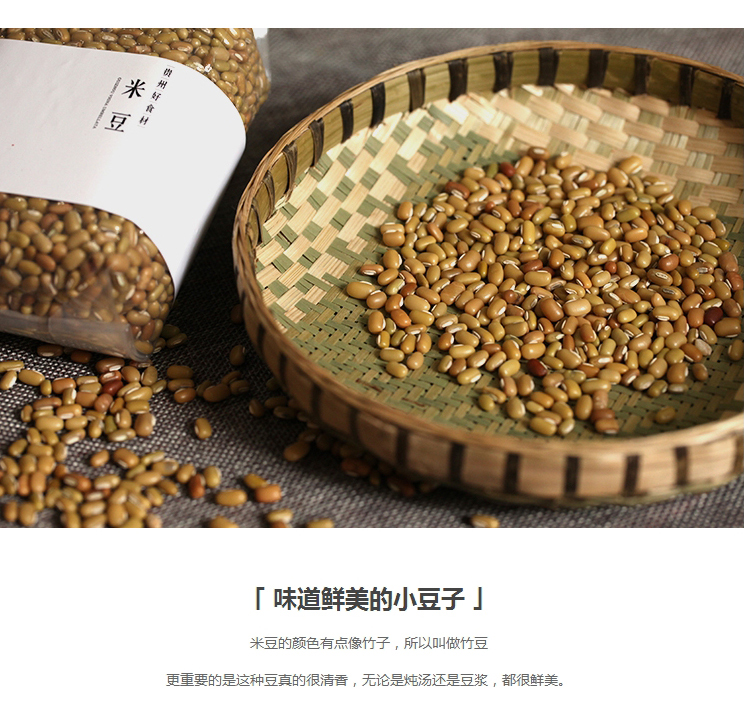 贵州好食材
米豆
「 味道鲜美的小豆子 」
米豆的颜色有点像竹子，所以叫做竹豆
更重要的是这种豆真的很清香，无论是炖汤还是豆浆，都很鲜美。